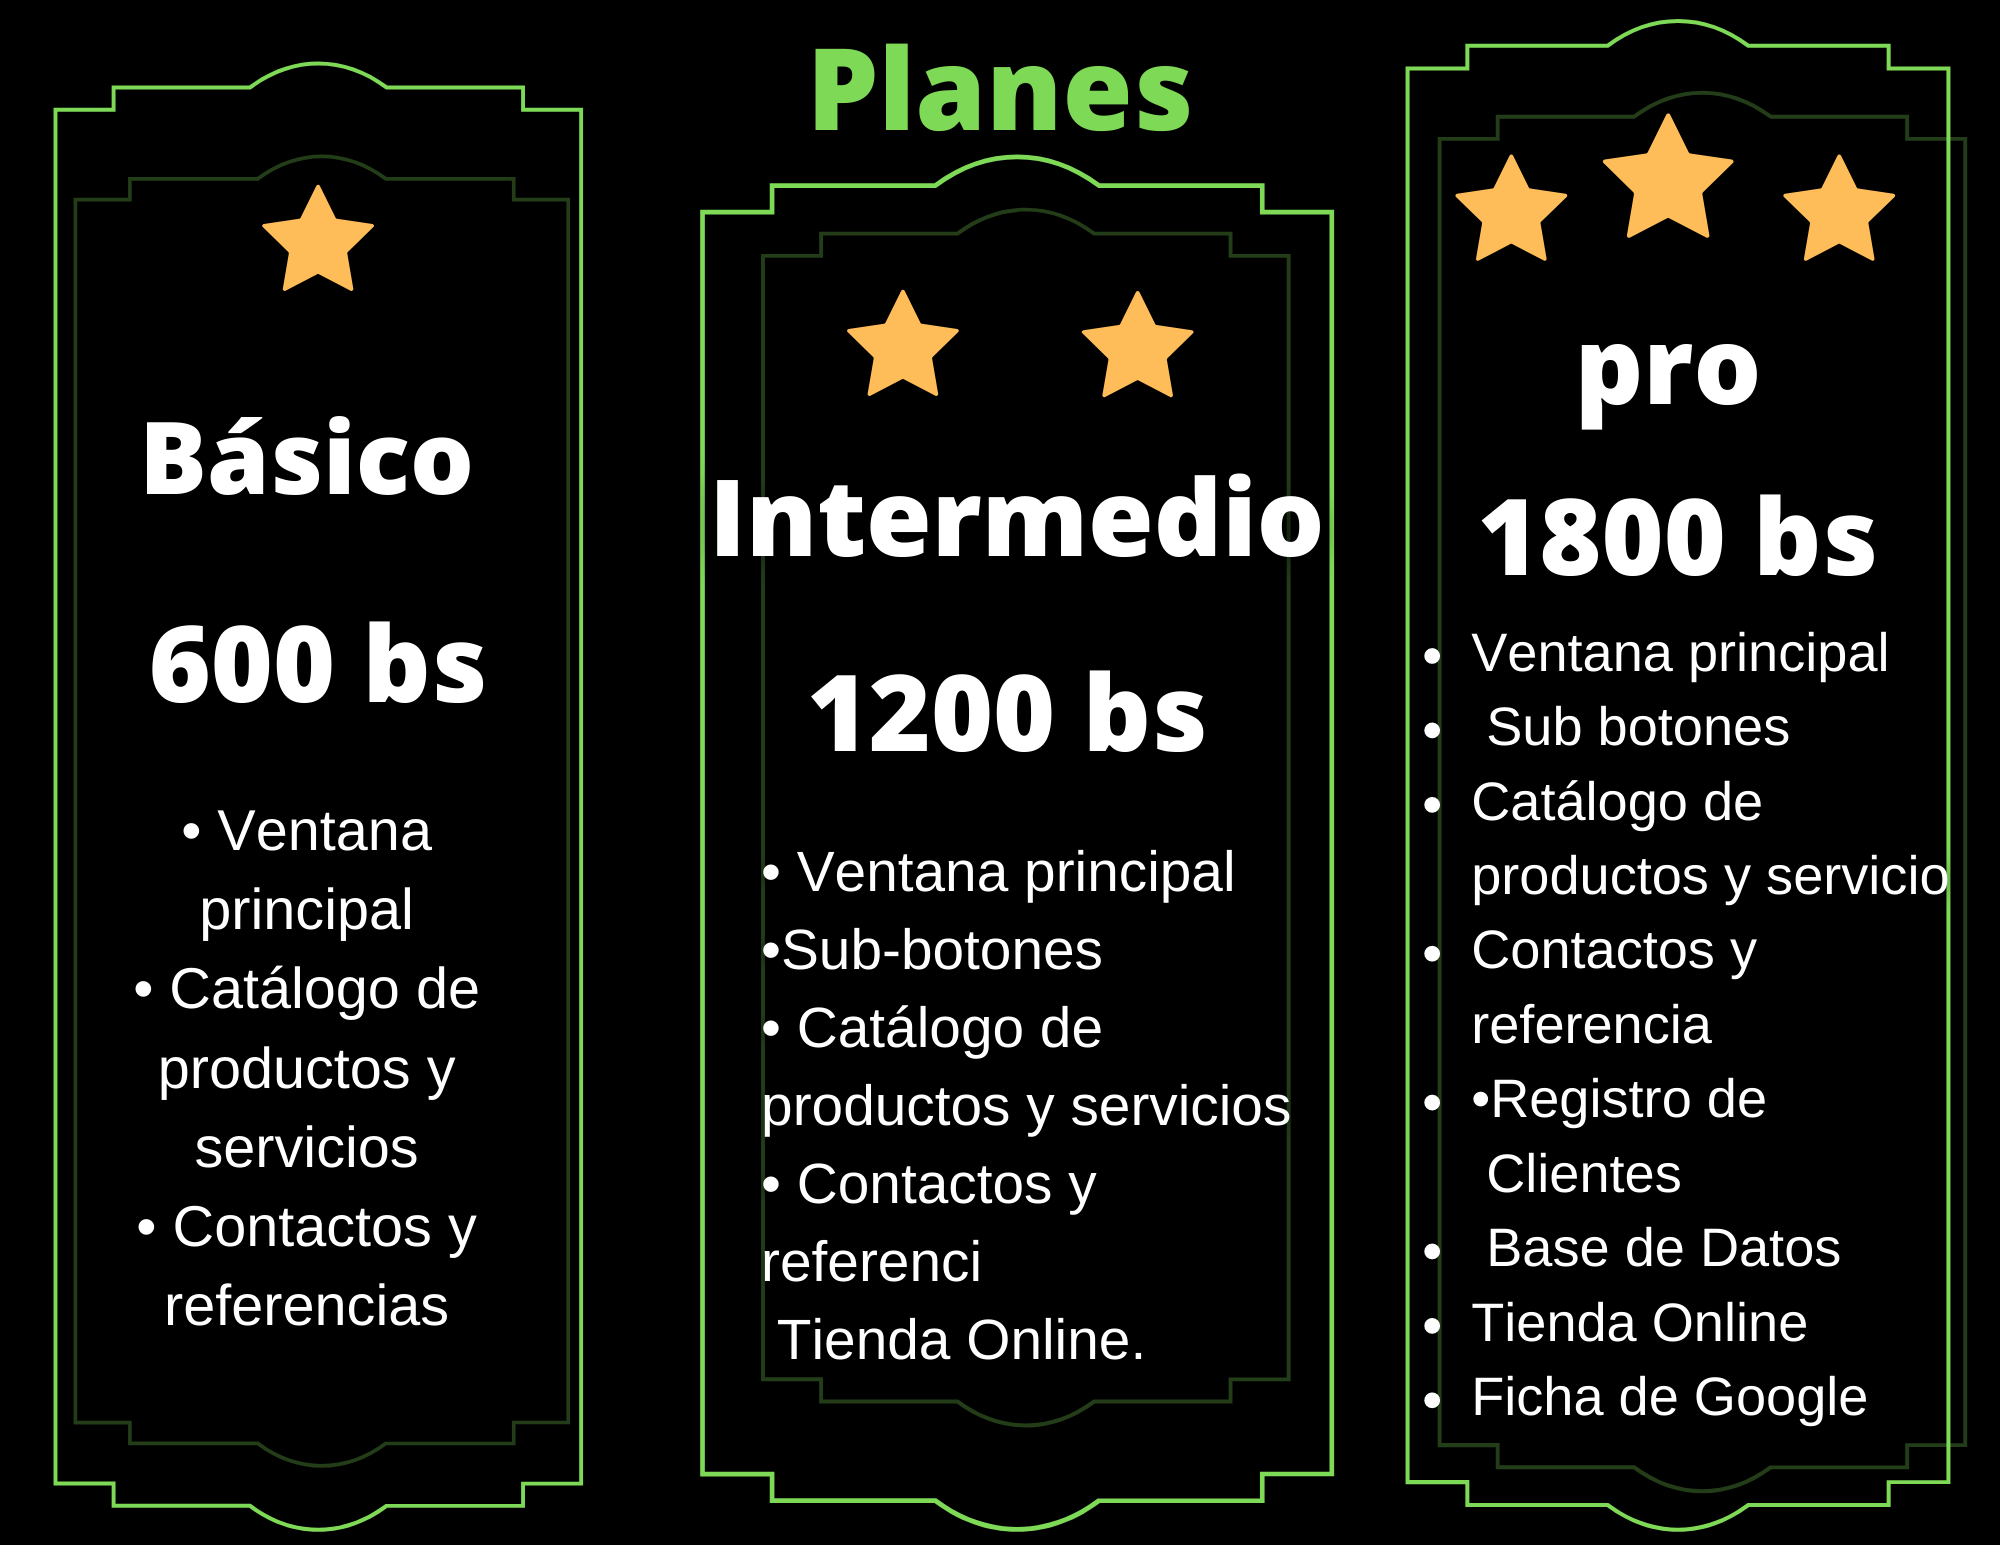 Planes
Básico
600 bs
• Ventana
principal
• Catálogo de
productos y
servicios
• Contactos y
referencias
Intermedio
1200 bs
• Ventana principal
•Sub-botones
• Catálogo de
productos y servicios
• Contactos y
referenci
Tienda Online.
pro
1800 bs
• Ventana principal
• Sub botones
• Catálogo de
productos y servicio
• Contactos y
referencia
• •Registro de
Clientes
• Base de Datos
• Tienda Online
• Ficha de Google